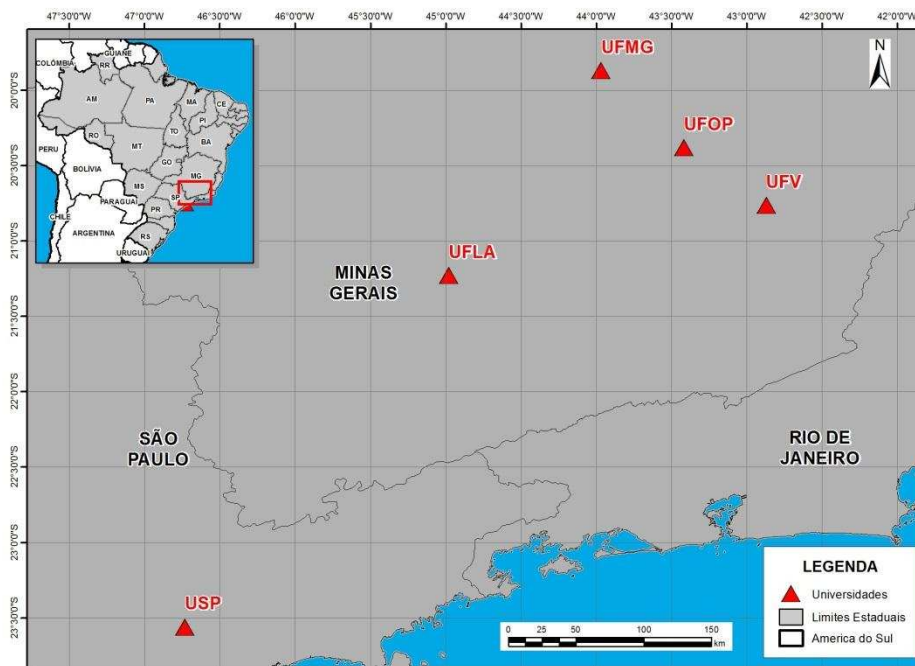 47°30'0"W 47°0'0"W 46°30'0"W 46°0'0"W 45°30'0"W 45°0'0"W 44°30'0"W 44°0'0"W 43°30'0"W 43°0'0"W 42°30'0"W
20°0'0"S
20°30'0"S
21°0'0"S
21°30'0"S
22°0'0"S
22°30'0"S
23°0'0"S
23°30'0"S
COLÔMBIA
GUIANE
RR
AM
PA
MA
CE
PI
PERU
RO
TO
MT
BA
BOLÍVIA
GO
MG
MS
SP
PARAGUAI
PR
CHILE
ARGENTINA
RS
URUGUAI
UFMG
N
UFOP
UFV
UFLA
MINAS
GERAIS
SÃO
PAULO
RIO DE
JANEIRO
USP
LEGENDA
Universidades
Limites Estaduais
America do Sul
0 25 50 100 150
km